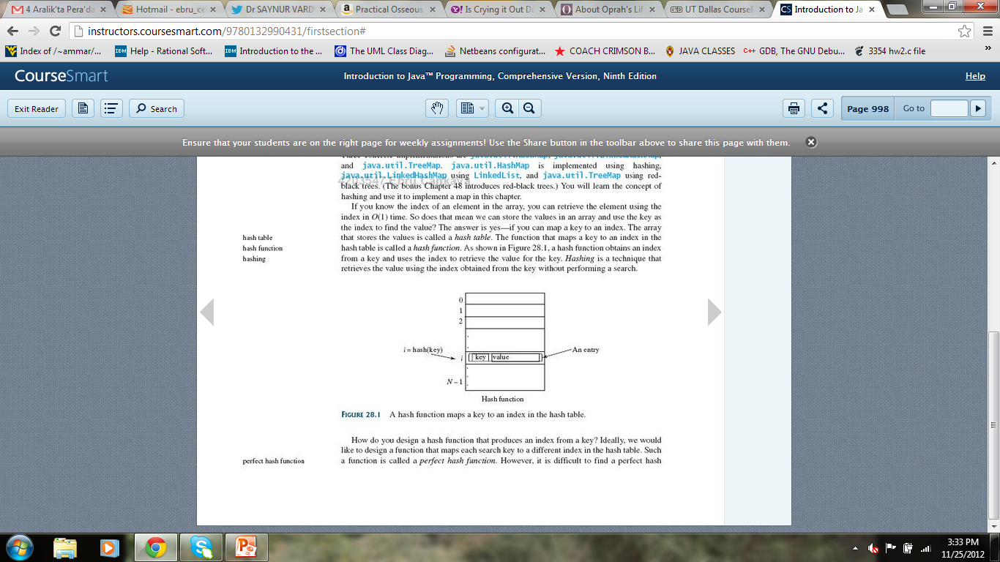 4 Aralik'ta Pera'da
Hotmail - ebru_ce
Dr SAYNUR VARD
Practical Osseous
Is Crying it Out Da
About Oprah's Lif
UT Dallas CourseB
Introduction to Ja
instructors.coursesmart.com/9780132990431/firstsection#
Index of /~ammar/...
IBM Help - Rational Soft...
IBM Introduction to the ...
The UML Class Diag...
Netbeans configurat...
COACH CRIMSON B...
JAVA CLASSES
C++ GDB, The GNU Debu...
3354 hw2.c file
CourseSmart
Introduction to Java™ Programming, Comprehensive Version, Ninth Edition
Help
Exit Reader
Search
Page 998
Go to
Ensure that your students are on the right page for weekly assignments! Use the Share button in the toolbar above to share this page with them.
Three concrete implementations are java.util.HashMap, java.util.LinkedHashMap,
and java.util.TreeMap. java.util.HashMap is implemented using hashing,
java.util.LinkedHashMap using LinkedList, and java.util.TreeMap using red-
4203547 Ebru Cankaya
black trees. (The bonus Chapter 48 introduces red-black trees.) You will learn the concept of
hashing and use it to implement a map in this chapter.
If you know the index of an element in the array, you can retrieve the element using the
index in O(1) time. So does that mean we can store the values in an array and use the key as
the index to find the value? The answer is yes—if you can map a key to an index. The array
hash table
that stores the values is called a hash table. The function that maps a key to an index in the
hash function
hash table is called a hash function. As shown in Figure 28.1, a hash function obtains an index
hashing
from a key and uses the index to retrieve the value for the key. Hashing is a technique that
retrieves the value using the index obtained from the key without performing a search.
0
1
2
.
.
i = hash(key)
i
key value
An entry
.
.
N – 1
.
Hash function
FIGURE 28.1 A hash function maps a key to an index in the hash table.
How do you design a hash function that produces an index from a key? Ideally, we would
like to design a function that maps each search key to a different index in the hash table. Such
perfect hash function
a function is called a perfect hash function. However, it is difficult to find a perfect hash
3:33 PM
11/25/2012